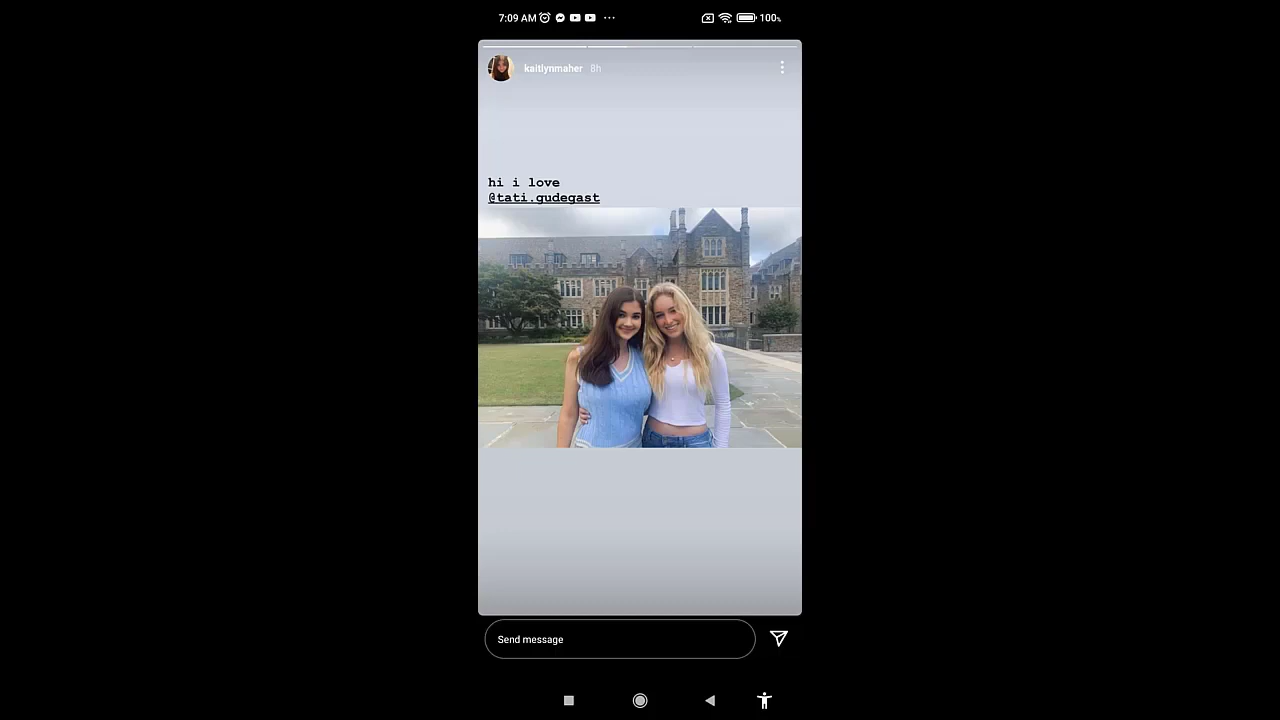 7:09 AM
100%
kaitlynmaher 8h
hi i love
@tati.gudegast
Send message